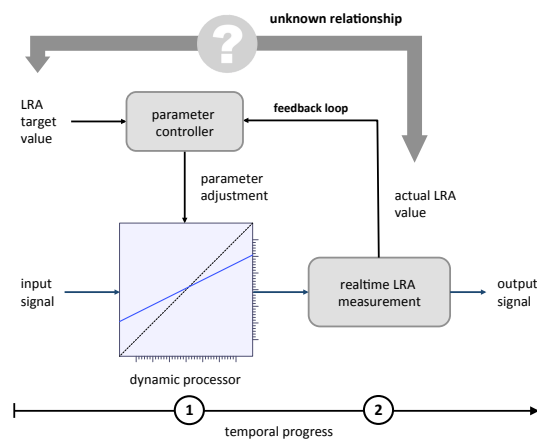 unknown relationship
?
LRA
target
value
parameter
controller
feedback loop
parameter
adjustment
actual LRA
value
input
signal
realtime LRA
measurement
output
signal
dynamic processor
1
2
temporal progress